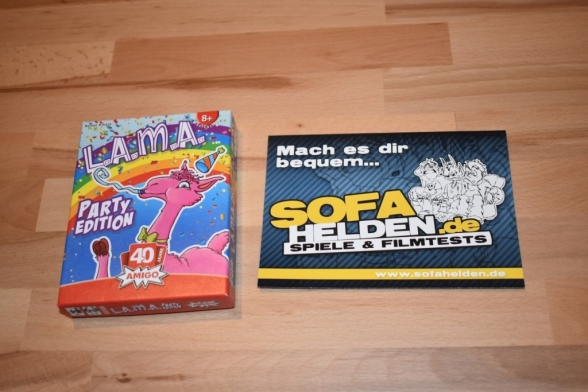 8+
L.A.M.A.
PARTY
EDITION
40
AMIGO
L.A.M.A.
Mach es dir
bequem...
SOFA
HELDEN.de
SPIELE & FILMTESTS
www.sofahelden.de